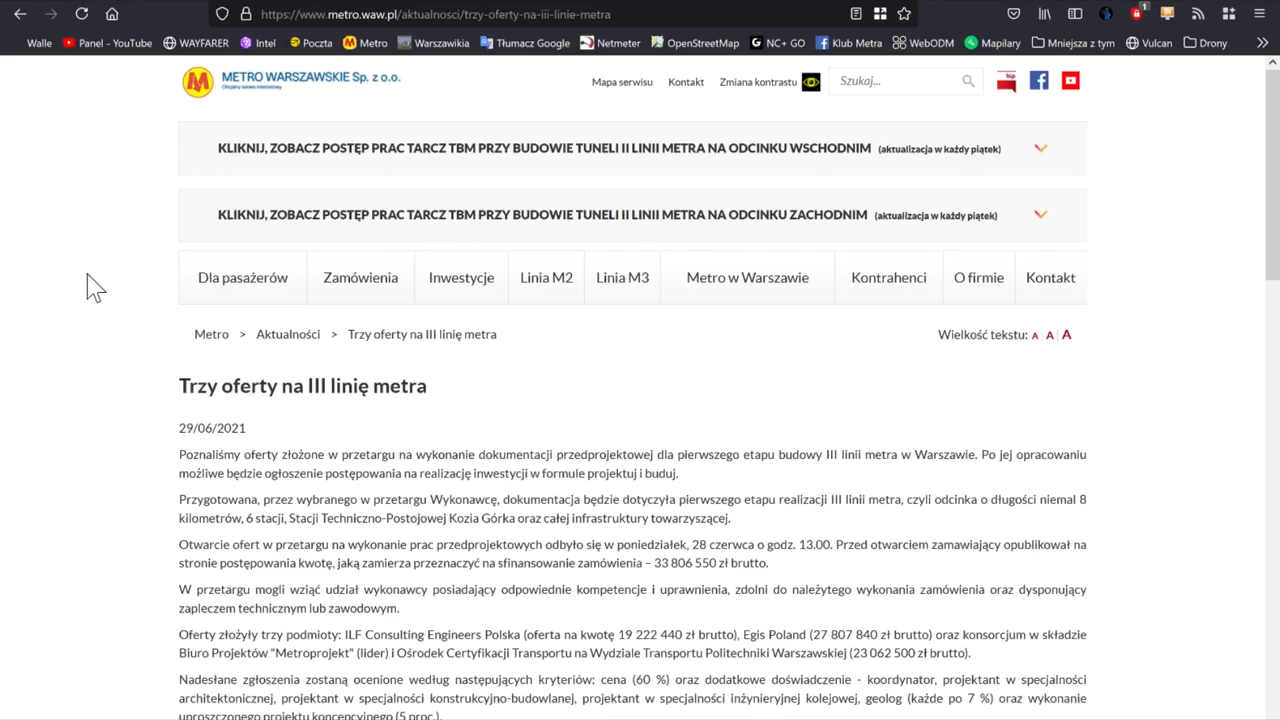 https://www.metro.waw.pl/aktualnosci/trzy-oferty-na-iii-linie-metra
1
Walle Panel - YouTube WAYFARER Intel Poczta Metro Warszawikia Tłumacz Google Netmeter OpenStreetMap NC+ GO Klub Metra WebODM Mapilary Mniejsza z tym Vulcan Drony
METRO WARSZAWSKIE Sp. z o.o.
Oficjalny serwis internetowy
Mapa serwisu Kontakt Zmiana kontrastu Szukaj... bip
KLIKNIJ, ZOBACZ POSTĘP PRAC TARCZ TBM PRZY BUDOWIE TUNELI II LINII METRA NA ODCINKU WSCHODNIM (aktualizacja w każdy piątek)
KLIKNIJ, ZOBACZ POSTĘP PRAC TARCZ TBM PRZY BUDOWIE TUNELI II LINII METRA NA ODCINKU ZACHODNIM (aktualizacja w każdy piątek)
Dla pasażerów Zamówienia Inwestycje Linia M2 Linia M3 Metro w Warszawie Kontrahenci O firmie Kontakt
Metro > Aktualności > Trzy oferty na III linię metra Wielkość tekstu: A | A | A
Trzy oferty na III linię metra
29/06/2021
Poznaliśmy oferty złożone w przetargu na wykonanie dokumentacji przedprojektowej dla pierwszego etapu budowy III linii metra w Warszawie. Po jej opracowaniu
możliwe będzie ogłoszenie postępowania na realizację inwestycji w formule projektuj i buduj.
Przygotowana, przez wybranego w przetargu Wykonawcę, dokumentacja będzie dotyczyła pierwszego etapu realizacji III linii metra, czyli odcinka o długości niemal 8
kilometrów, 6 stacji, Stacji Techniczno-Postojowej Kozia Górka oraz całej infrastruktury towarzyszącej.
Otwarcie ofert w przetargu na wykonanie prac przedprojektowych odbyło się w poniedziałek, 28 czerwca o godz. 13.00. Przed otwarciem zamawiający opublikował na
stronie postępowania kwotę, jaką zamierza przeznaczyć na sfinansowanie zamówienia – 33 806 550 zł brutto.
W przetargu mogli wziąć udział wykonawcy posiadający odpowiednie kompetencje i uprawnienia, zdolni do należytego wykonania zamówienia oraz dysponujący
zapleczem technicznym lub zawodowym.
Oferty złożyły trzy podmioty: ILF Consulting Engineers Polska (oferta na kwotę 19 222 440 zł brutto), Egis Poland (27 807 840 zł brutto) oraz konsorcjum w składzie
Biuro Projektów "Metroprojekt" (lider) i Ośrodek Certyfikacji Transportu na Wydziale Transportu Politechniki Warszawskiej (23 062 500 zł brutto).
Nadesłane zgłoszenia zostaną ocenione według następujących kryteriów: cena (60 %) oraz dodatkowe doświadczenie - koordynator, projektant w specjalności
architektonicznej, projektant w specjalności konstrukcyjno-budowlanej, projektant w specjalności inżynieryjnej kolejowej, geolog (każde po 7 %) oraz wykonanie
uproszczonego projektu koncepcyjnego (5 proc.).